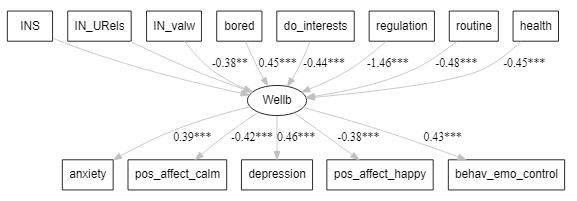 INS IN_URels IN_valw bored do_interests regulation routine health
-0.38** 0.45*** -0.44*** -1.46*** -0.48*** -0.45***
Wellb
0.39*** -0.42*** 0.46*** -0.38*** 0.43***
anxiety pos_affect_calm depression pos_affect_happy behav_emo_control